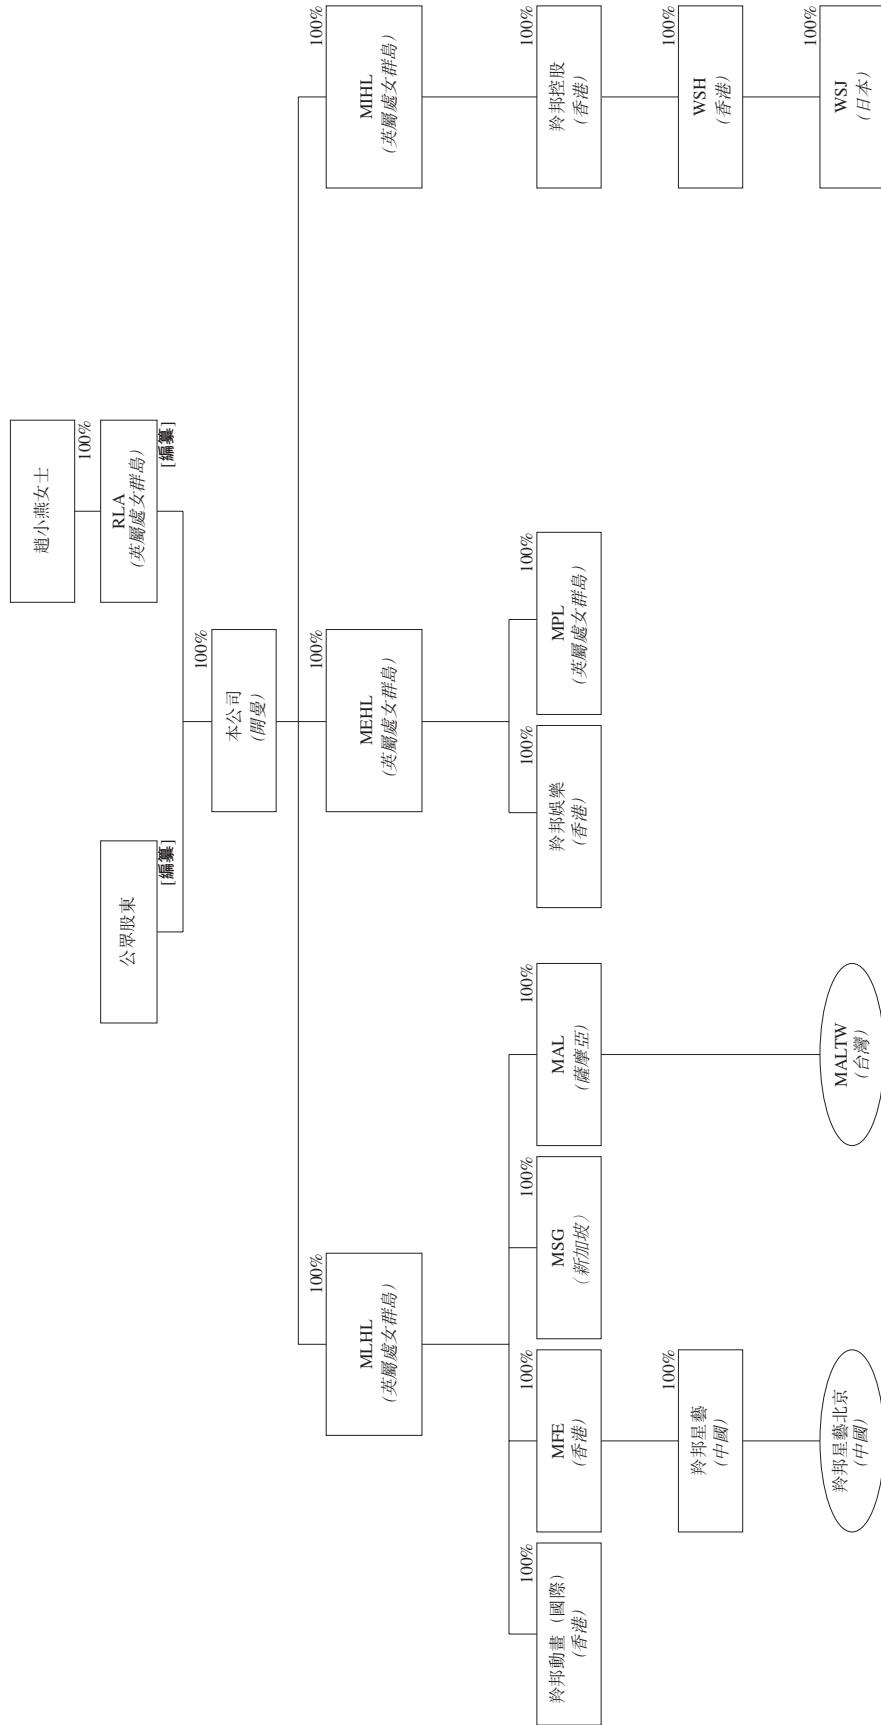 趙小燕女士
100%
公眾股東
[編纂]
RLA
(英屬處女群島)
[編纂]
100%
本公司
(開曼)
100%
MLHL
(英屬處女群島)
100%
MEHL
(英屬處女群島)
100%
MIHL
(英屬處女群島)
100%
羚邦動畫（國際）
(香港)
100%
MFE
(香港)
100%
MSG
(新加坡)
100%
MAL
(薩摩亞)
100%
羚邦娛樂
(香港)
100%
MPL
(英屬處女群島)
100%
羚邦控股
(香港)
100%
羚邦星藝
(中國)
100%
WSH
(香港)
羚邦星藝北京
(中國)
MALTW
(台灣)
100%
WSJ
(日本)